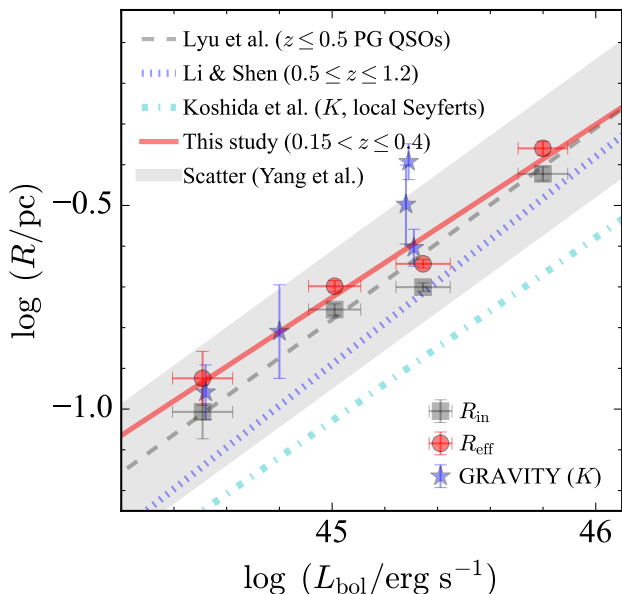 Lyu et al. (z ≤ 0.5 PG QSOs)
Li & Shen (0.5 ≤ z ≤ 1.2)
Koshida et al. (K, local Seyferts)
This study (0.15 < z ≤ 0.4)
Scatter (Yang et al.)
−0.5
−1.0
log (R/pc)
R_in
R_eff
GRAVITY (K)
45 46
log (L_bol/erg s⁻¹)